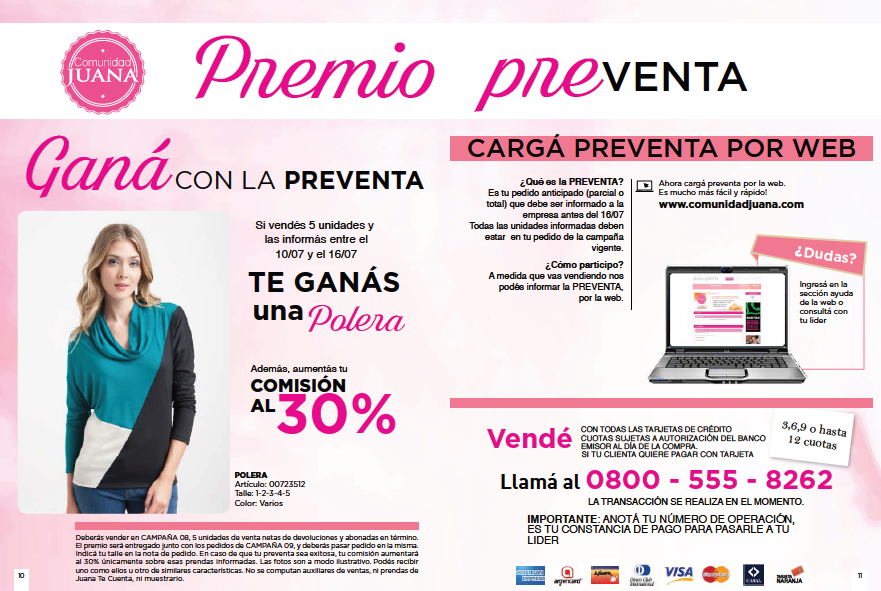 Comunidad
JUANA
Premio preVENTA
Ganá CON LA PREVENTA
Si vendés 5 unidades y
las informás entre el
10/07 y el 16/07
TE GANÁS
una Polera
Además, aumentás tu
COMISIÓN
AL 30%
POLERA
Artículo: 00723512
Talle: 1-2-3-4-5
Color: Varios
Deberás vender en CAMPAÑA 08, 5 unidades de venta netas de devoluciones y abonadas en término.
El premio será entregado junto con los pedidos de CAMPAÑA 09, y deberás pasar pedido en la misma.
Indicá tu talle en la nota de pedido. En caso de que tu preventa sea exitosa, tu comisión aumentará
al 30% únicamente sobre esas prendas informadas. Las fotos son a modo ilustrativo. Podés recibir
uno como ellos u otro de similares características. No se computan auxiliares de ventas, ni prendas de
Juana Te Cuenta, ni muestrario.
10
CARGÁ PREVENTA POR WEB
¿Qué es la PREVENTA?
Es tu pedido anticipado (parcial o
total) que debe ser informado a la
empresa antes del 16/07
Todas las unidades informadas deben
estar en tu pedido de la campaña
vigente.
¿Cómo participo?
A medida que vas vendiendo nos
podés informar la PREVENTA,
por la web.
Ahora cargá preventa por la web.
Es mucho más fácil y rápido!
www.comunidadjuana.com
¿Dudas?
Ingresá en la
sección ayuda
de la web o
consultá con
tu lider
Vendé
CON TODAS LAS TARJETAS DE CRÉDITO
CUOTAS SUJETAS A AUTORIZACIÓN DEL BANCO
EMISOR AL DÍA DE LA COMPRA.
SI TU CLIENTE QUIERE PAGAR CON TARJETA
3,6,9 o hasta
12 cuotas
Llamá al 0800 - 555 - 8262
LA TRANSACCIÓN SE REALIZA EN EL MOMENTO.
IMPORTANTE: ANOTÁ TU NÚMERO DE OPERACIÓN,
ES TU CONSTANCIA DE PAGO PARA PASARLE A TU
LIDER
AMERICAN EXPRESS argencard Diners Club International VISA MasterCard CABAL TARJETA NARANJA
11